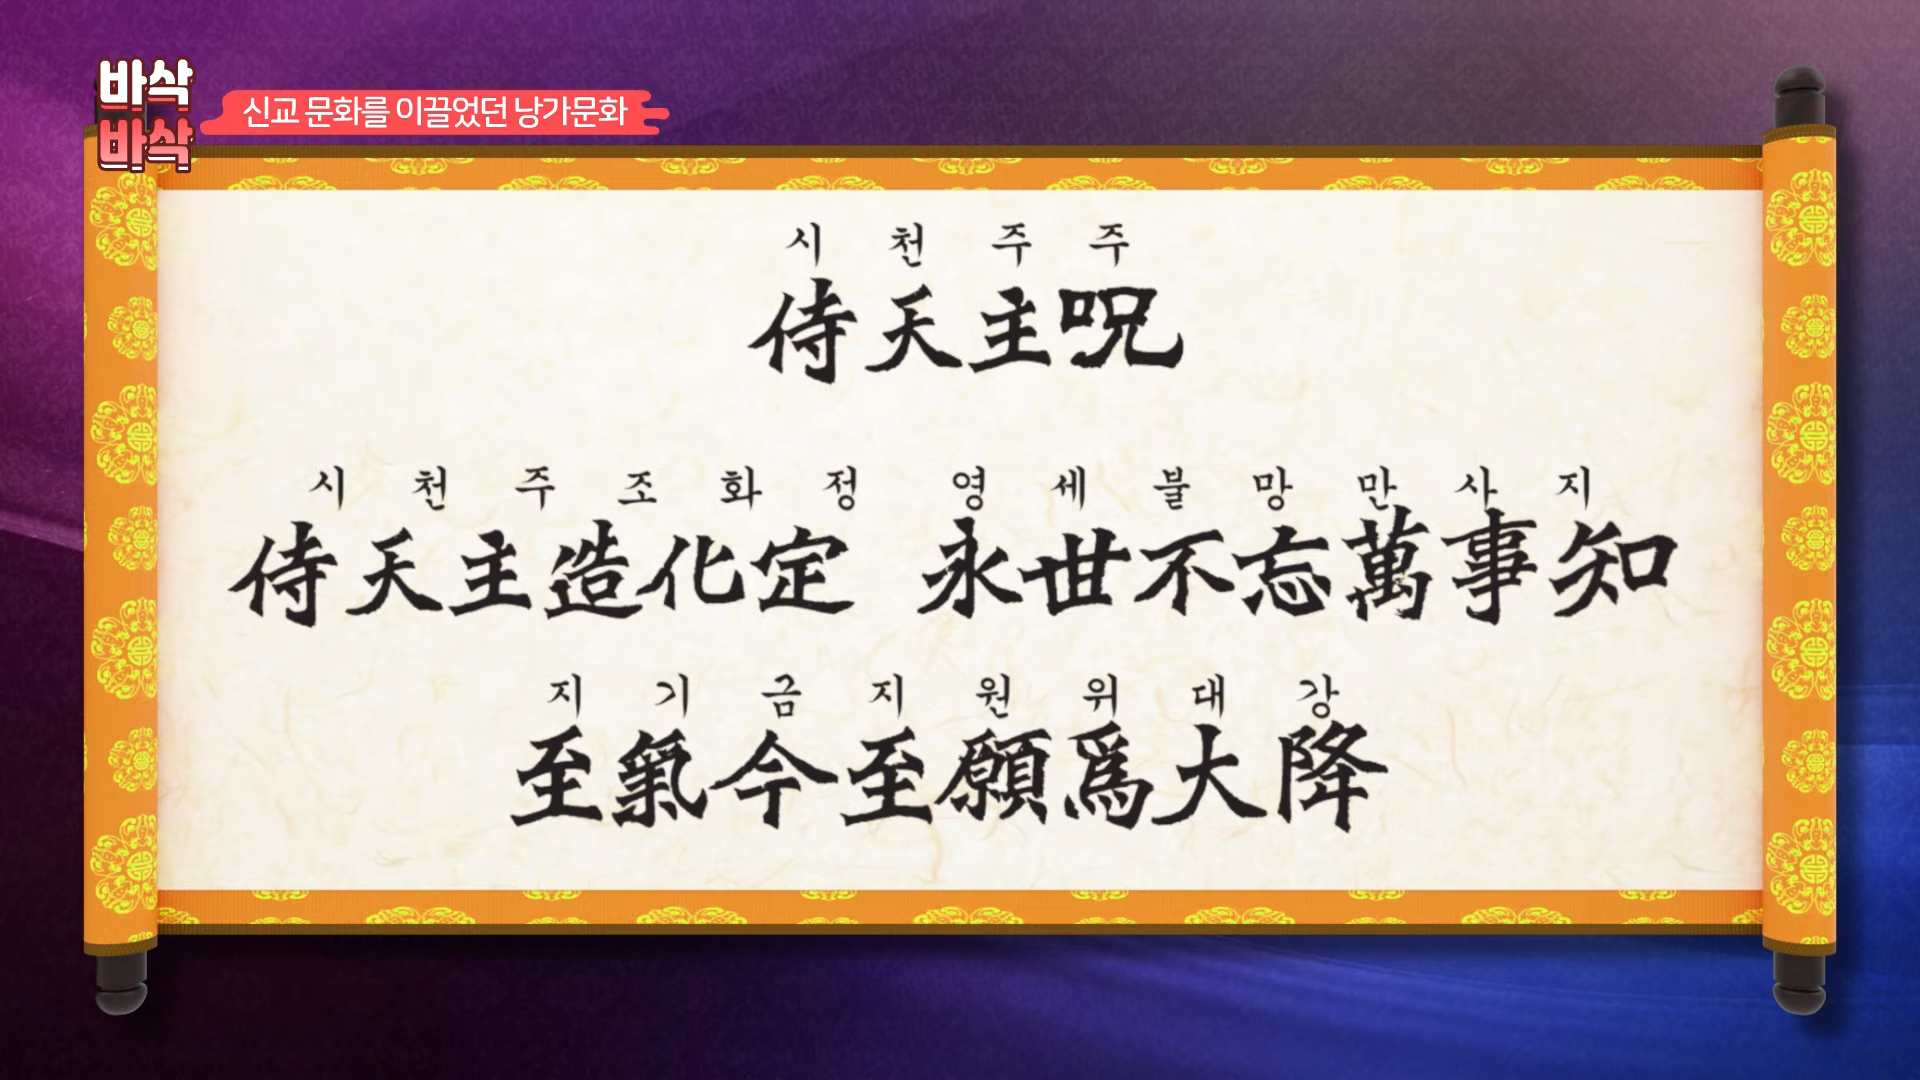 바삭
바삭
신교 문화를 이끌었던 낭가문화
시 천 주 주
侍天主呪
시 천 주 조 화 정 영 세 불 망 만 사 지
侍天主造化定 永世不忘萬事知
지 기 금 지 원 위 대 강
至氣今至願爲大降